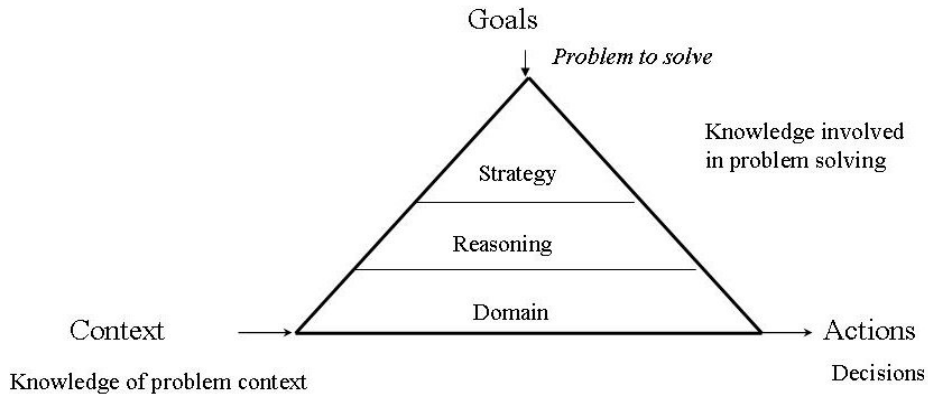 Goals
Problem to solve
Knowledge involved
in problem solving
Strategy
Reasoning
Domain
Context
Actions
Knowledge of problem context
Decisions